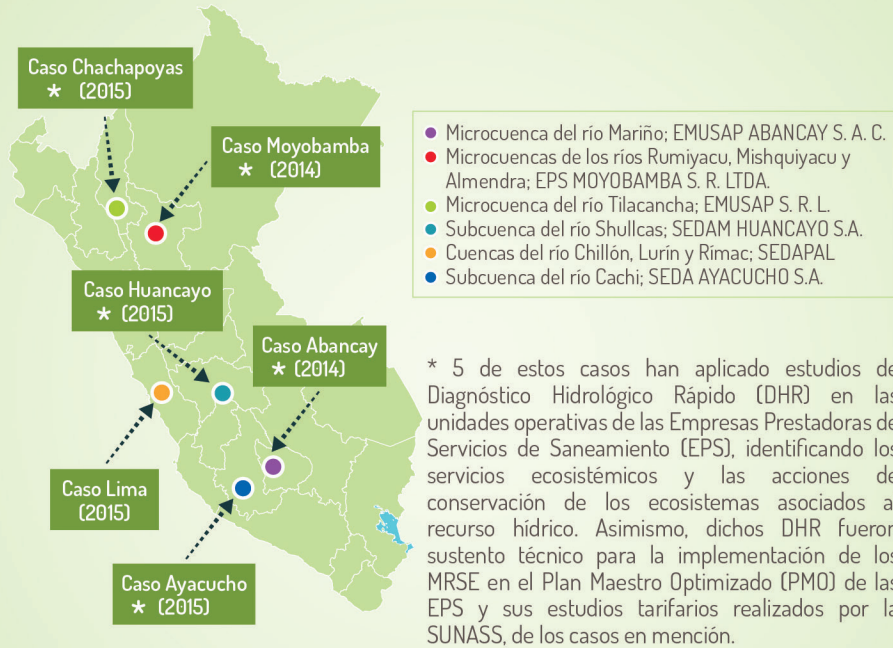 Caso Chachapoyas
* (2015)
Caso Moyobamba
* (2014)
Caso Huancayo
* (2015)
Caso Abancay
* (2014)
Caso Lima
(2015)
Caso Ayacucho
* (2015)
Microcuenca del río Mariño; EMUSAP ABANCAY S. A. C.
Microcuencas de los ríos Rumiyacu, Mishquiyacu y
Almendra; EPS MOYOBAMBA S. R. LTDA.
Microcuenca del río Tilacancha; EMUSAP S. R. L.
Subcuenca del río Shullcas; SEDAM HUANCAYO S.A.
Cuencas del río Chillón, Lurín y Rímac; SEDAPAL
Subcuenca del río Cachi; SEDA AYACUCHO S.A.
* 5 de estos casos han aplicado estudios de
Diagnóstico Hidrológico Rápido (DHR) en las
unidades operativas de las Empresas Prestadoras de
Servicios de Saneamiento (EPS), identificando los
servicios ecosistémicos y las acciones de
conservación de los ecosistemas asociados a
recurso hídrico. Asimismo, dichos DHR fueron
sustento técnico para la implementación de los
MRSE en el Plan Maestro Optimizado (PMO) de las
EPS y sus estudios tarifarios realizados por la
SUNASS, de los casos en mención.